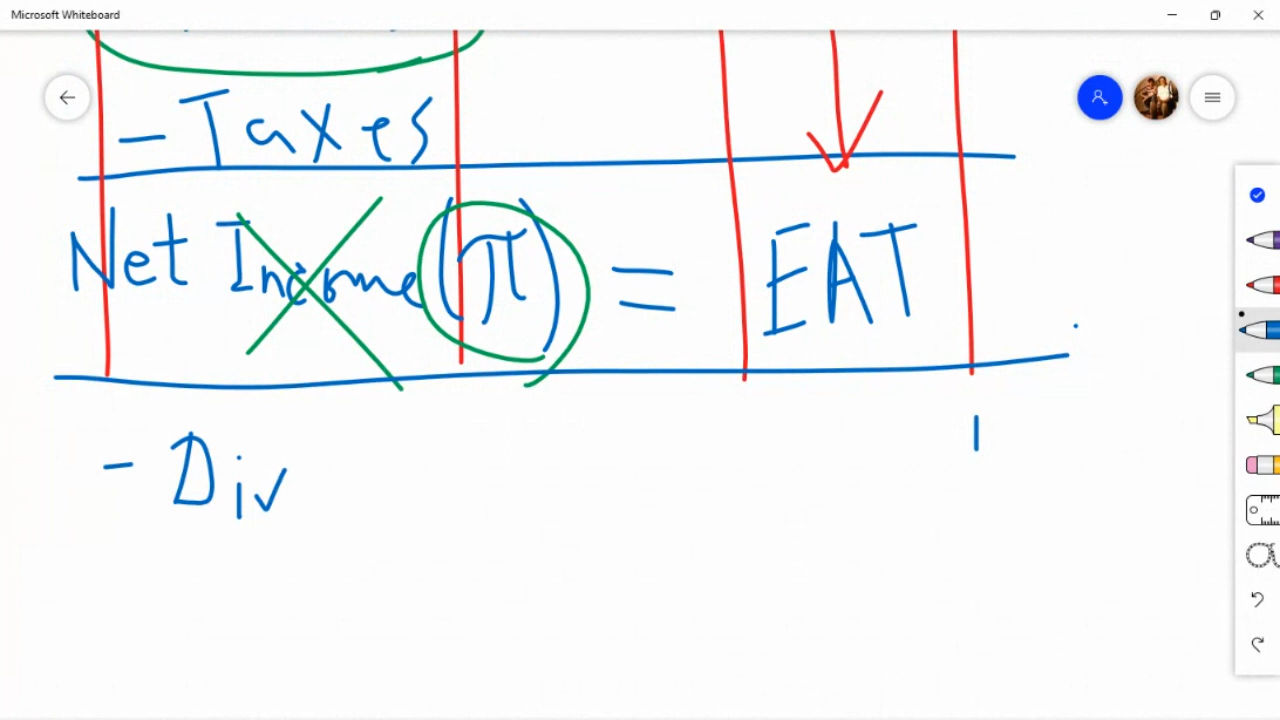 Microsoft Whiteboard
- Taxes
Net Income (π) = EAT
- Div